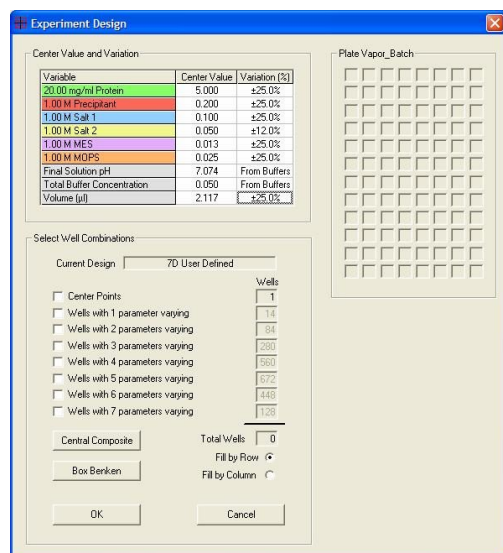 Experiment Design
Center Value and Variation
Variable Center Value Variation (%)
20.00 mg/ml Protein 5.000 ±25.0%
1.00 M Precipitant 0.200 ±25.0%
1.00 M Salt 1 0.100 ±25.0%
1.00 M Salt 2 0.050 ±12.0%
1.00 M MES 0.013 ±25.0%
1.00 M MOPS 0.025 ±25.0%
Final Solution pH 7.074 From Buffers
Total Buffer Concentration 0.050 From Buffers
Volume (µl) 2.117 ±25.0%
Select Well Combinations
Current Design 7D User Defined
Wells
Center Points 1
Wells with 1 parameter varying 14
Wells with 2 parameters varying 84
Wells with 3 parameters varying 280
Wells with 4 parameters varying 560
Wells with 5 parameters varying 672
Wells with 6 parameters varying 448
Wells with 7 parameters varying 128
Central Composite
Total Wells 0
Fill by Row
Box Benken
Fill by Column
OK Cancel
Plate Vapor_Batch